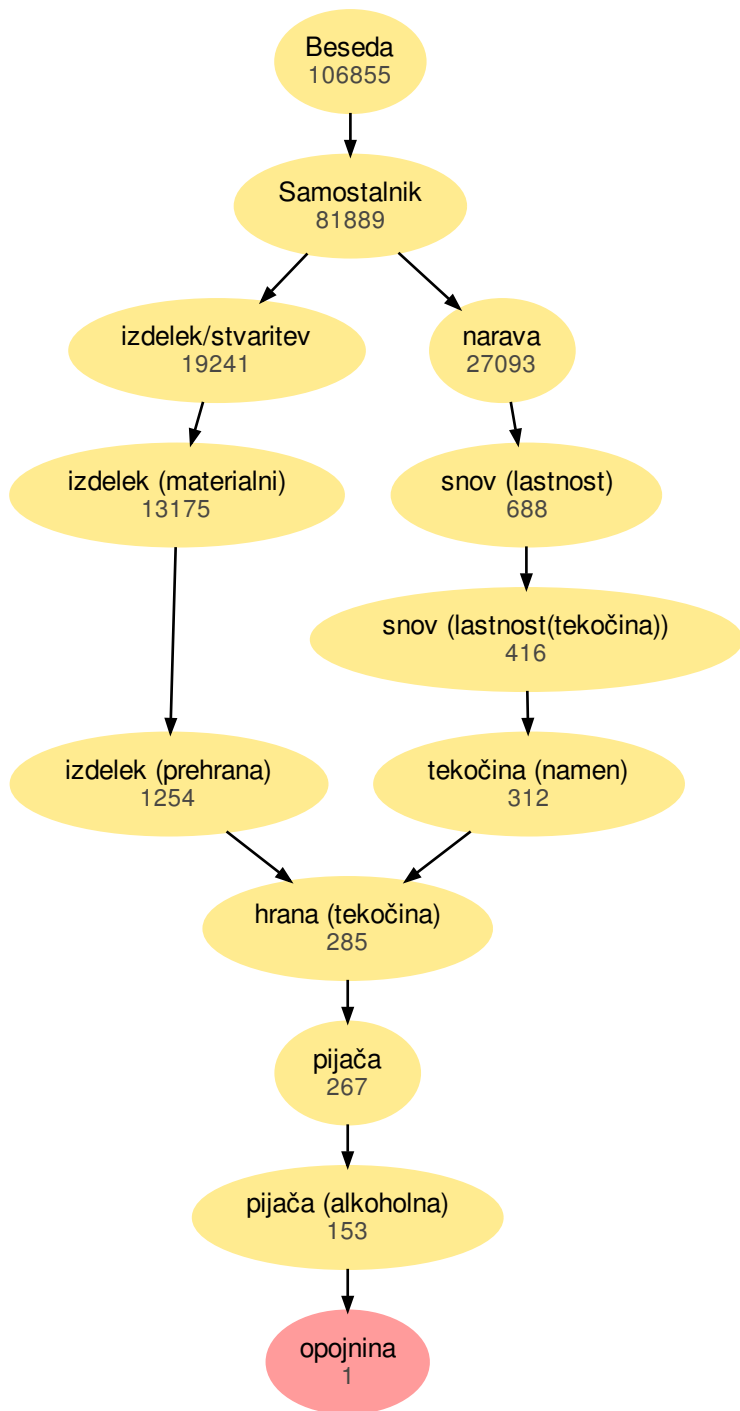 Beseda
106855
Samostalnik
81889
izdelek/stvaritev
19241
narava
27093
izdelek (materialni)
13175
snov (lastnost)
688
snov (lastnost(tekočina))
416
izdelek (prehrana)
1254
tekočina (namen)
312
hrana (tekočina)
285
pijača
267
pijača (alkoholna)
153
opojnina
1